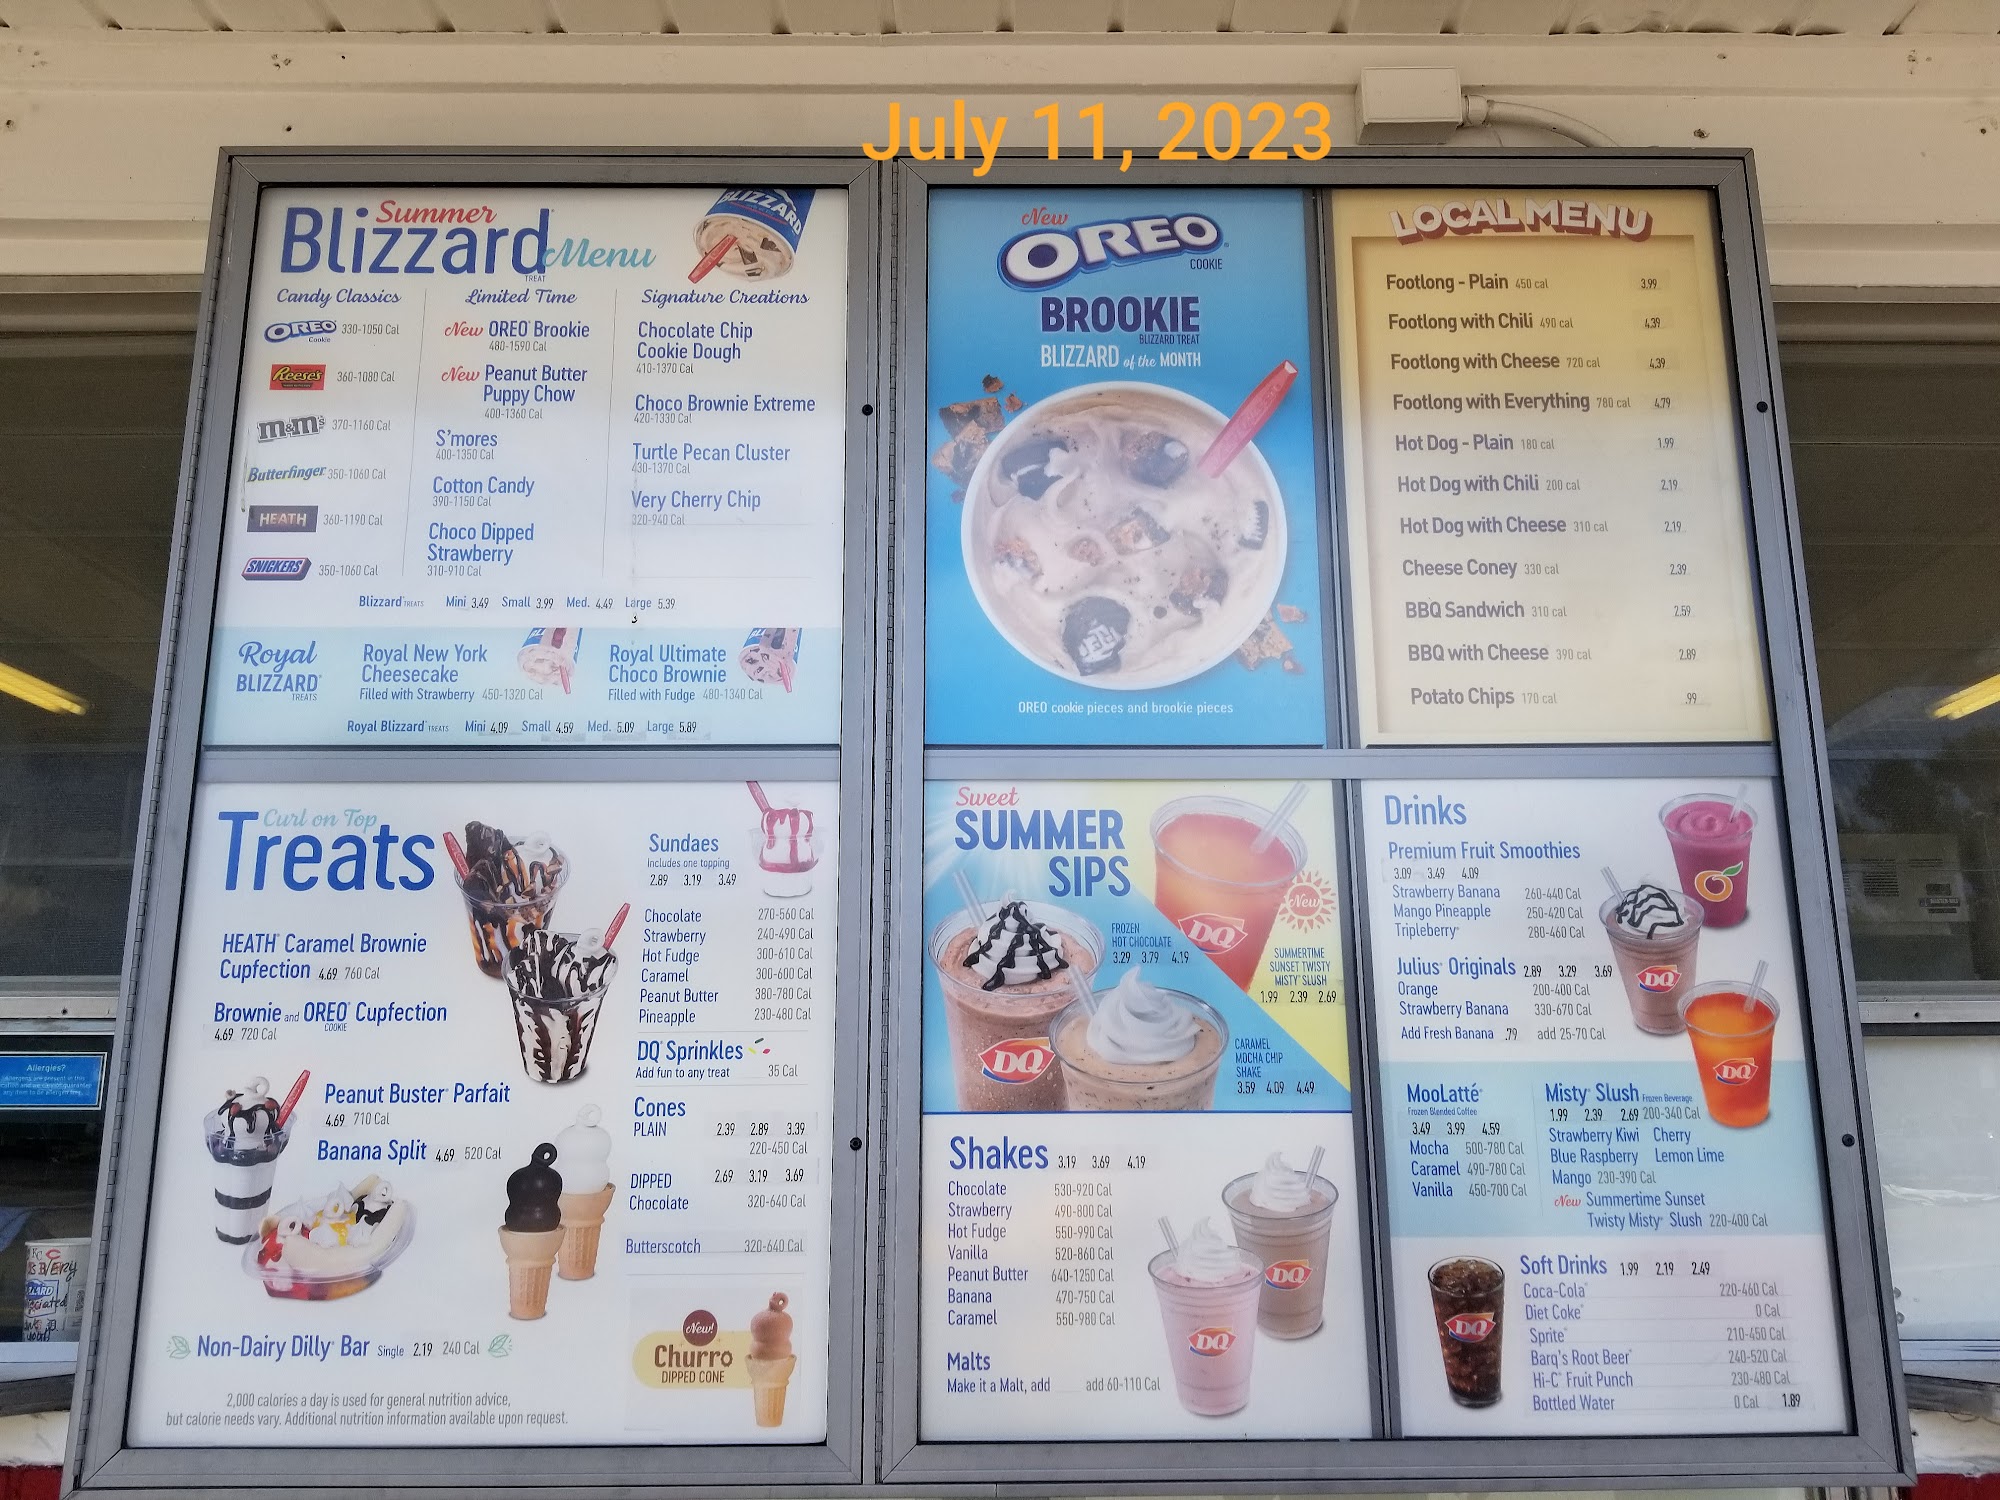 July 11, 2023
Summer
Blizzard® Menu
TREAT
BLIZZARD
Candy Classics
OREO 330-1050 Cal
Cookie
Reese's 360-1080 Cal
m&m's 370-1160 Cal
Butterfinger 350-1060 Cal
HEATH 360-1190 Cal
SNICKERS 350-1060 Cal
Limited Time
New OREO® Brookie
480-1590 Cal
New Peanut Butter
Puppy Chow
400-1360 Cal
S'mores
400-1350 Cal
Cotton Candy
390-1150 Cal
Choco Dipped
Strawberry
310-910 Cal
Signature Creations
Chocolate Chip
Cookie Dough
410-1370 Cal
Choco Brownie Extreme
420-1330 Cal
Turtle Pecan Cluster
430-1370 Cal
Very Cherry Chip
320-940 Cal
Blizzard® TREATS Mini 3.49 Small 3.99 Med. 4.49 Large 5.39
Royal
BLIZZARD®
TREATS
Royal New York
Cheesecake
Filled with Strawberry 450-1320 Cal
Royal Ultimate
Choco Brownie
Filled with Fudge 480-1340 Cal
Royal Blizzard® TREATS Mini 4.09 Small 4.59 Med. 5.09 Large 5.89
New
OREO®
COOKIE
BROOKIE
BLIZZARD TREAT
BLIZZARD of the MONTH
OREO cookie pieces and brookie pieces
LOCAL MENU
Footlong - Plain 450 cal 3.99
Footlong with Chili 490 cal 4.39
Footlong with Cheese 720 cal 4.39
Footlong with Everything 780 cal 4.79
Hot Dog - Plain 180 cal 1.99
Hot Dog with Chili 200 cal 2.19
Hot Dog with Cheese 310 cal 2.19
Cheese Coney 330 cal 2.39
BBQ Sandwich 310 cal 2.59
BBQ with Cheese 390 cal 2.89
Potato Chips 170 cal .99
Curl on Top
Treats
HEATH® Caramel Brownie
Cupfection 4.69 760 Cal
Brownie and OREO® Cupfection
COOKIE
4.69 720 Cal
Peanut Buster® Parfait
4.69 710 Cal
Banana Split 4.69 520 Cal
Non-Dairy Dilly® Bar Single 2.19 240 Cal
2,000 calories a day is used for general nutrition advice,
but calorie needs vary. Additional nutrition information available upon request.
Sundaes
Includes one topping
2.89 3.19 3.49
Chocolate 270-560 Cal
Strawberry 240-490 Cal
Hot Fudge 300-610 Cal
Caramel 300-600 Cal
Peanut Butter 380-780 Cal
Pineapple 230-480 Cal
DQ® Sprinkles
Add fun to any treat 35 Cal
Cones
PLAIN 2.39 2.89 3.39
220-450 Cal
DIPPED 2.69 3.19 3.69
Chocolate 320-640 Cal
Butterscotch 320-640 Cal
New!
Churro
DIPPED CONE
Sweet
SUMMER
SIPS
FROZEN
HOT CHOCOLATE
3.29 3.79 4.19
New
SUMMERTIME
SUNSET TWISTY
MISTY® SLUSH
1.99 2.39 2.69
CARAMEL
MOCHA CHIP
SHAKE
3.59 4.09 4.49
DQ
DQ
Shakes 3.19 3.69 4.19
Chocolate 530-920 Cal
Strawberry 490-800 Cal
Hot Fudge 550-990 Cal
Vanilla 520-860 Cal
Peanut Butter 640-1250 Cal
Banana 470-750 Cal
Caramel 550-980 Cal
Malts
Make it a Malt, add add 60-110 Cal
DQ
DQ
Drinks
Premium Fruit Smoothies
3.09 3.49 4.09
Strawberry Banana 260-440 Cal
Mango Pineapple 250-420 Cal
Tripleberry® 280-460 Cal
Julius® Originals 2.89 3.29 3.69
Orange 200-400 Cal
Strawberry Banana 330-670 Cal
Add Fresh Banana .79 add 25-70 Cal
DQ
DQ
MooLatté®
Frozen Blended Coffee
3.49 3.99 4.59
Mocha 500-780 Cal
Caramel 490-780 Cal
Vanilla 450-700 Cal
Misty® Slush Frozen Beverage
1.99 2.39 2.69 200-340 Cal
Strawberry Kiwi Cherry
Blue Raspberry Lemon Lime
Mango 230-390 Cal
New Summertime Sunset
Twisty Misty® Slush 220-400 Cal
Soft Drinks 1.99 2.19 2.49
Coca-Cola® 220-460 Cal
Diet Coke® 0 Cal
Sprite® 210-450 Cal
Barq's Root Beer® 240-520 Cal
Hi-C® Fruit Punch 230-480 Cal
Bottled Water 0 Cal 1.89
DQ
Allergies?